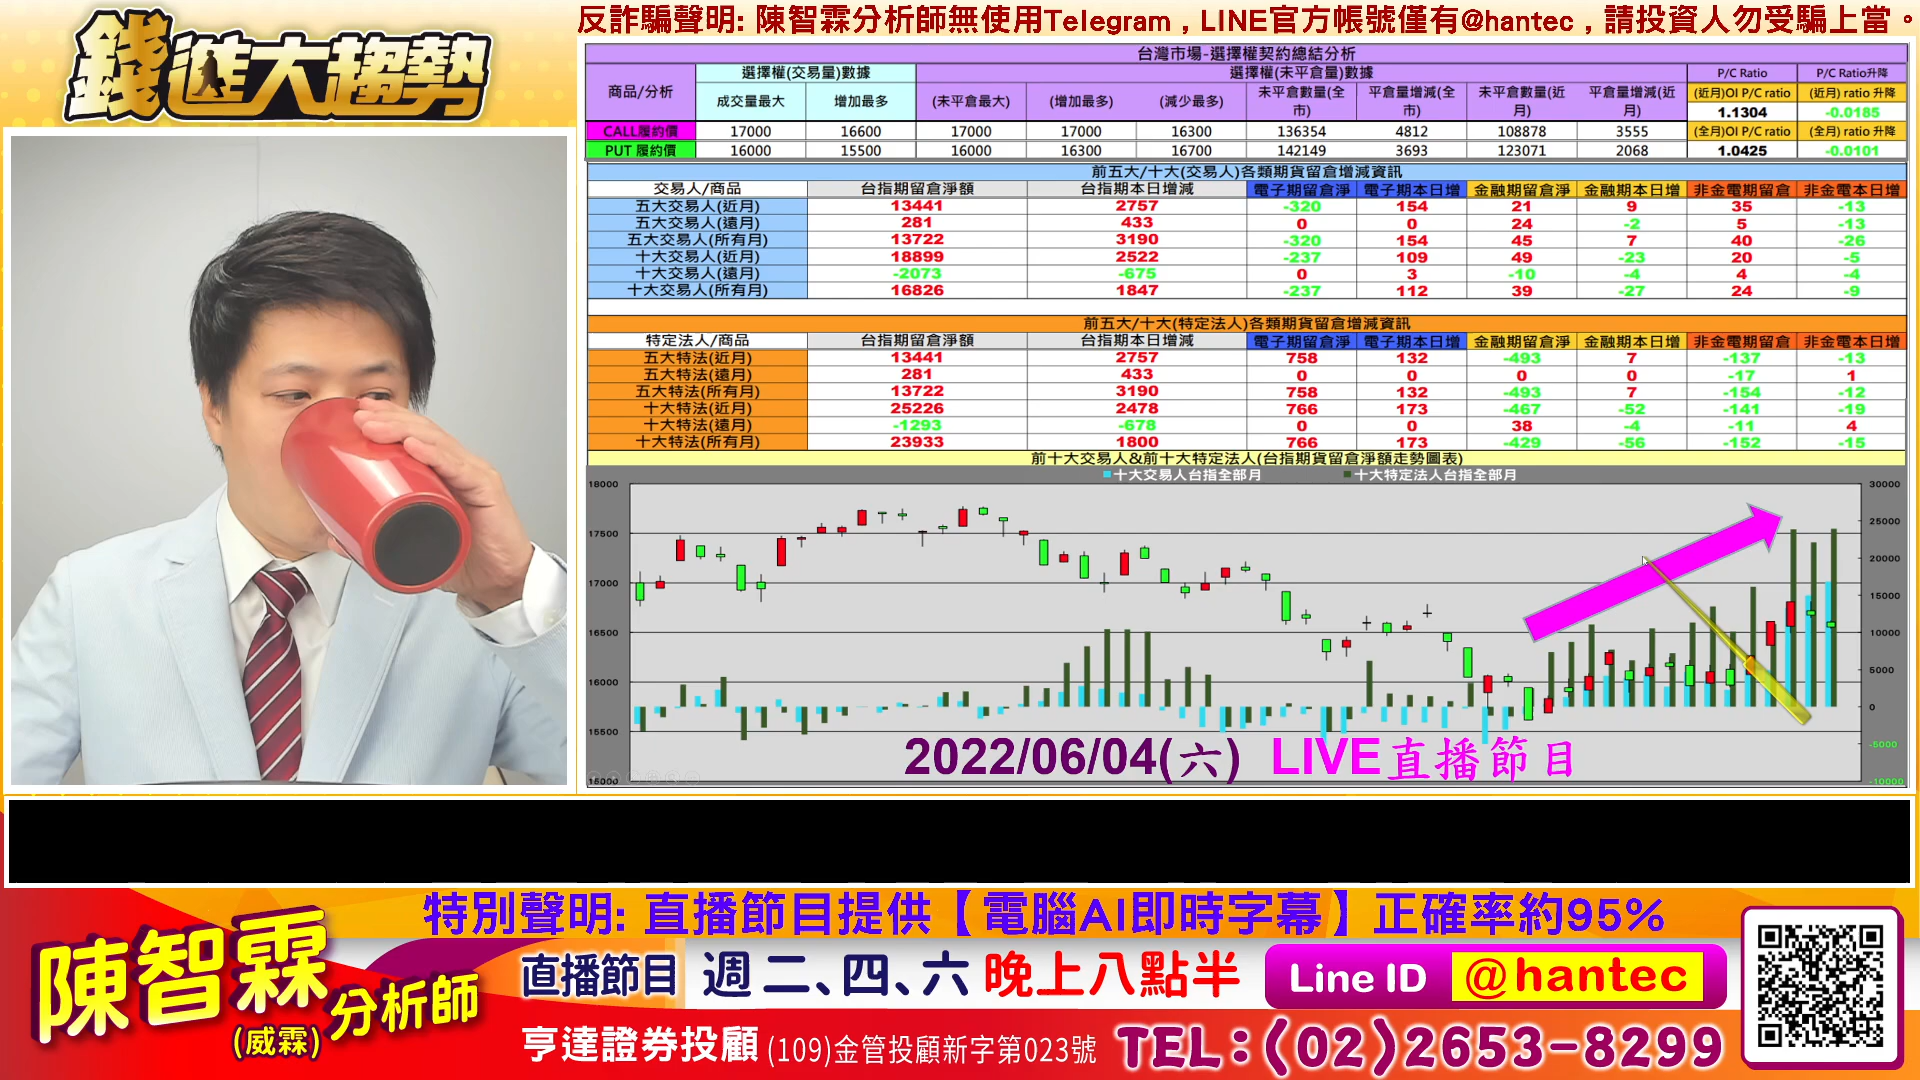 反詐騙聲明: 陳智霖分析師無使用Telegram , LINE官方帳號僅有@hantec , 請投資人勿受騙上當。
錢進大趨勢
台灣市場-選擇權契約總結分析
商品/分析 選擇權(交易量)數據 選擇權(未平倉量)數據 P/C Ratio P/C Ratio升降
成交量最大 增加最多 (未平倉最大) (增加最多) (減少最多) 未平倉數量(全市) 平倉量增減(全市) 未平倉數量(近月) 平倉量增減(近月) (近月)OI P/C ratio (近月) ratio 升降
1.1304 -0.0185
CALL履約價 17000 16600 17000 17000 16300 136354 4812 108878 3555 (全月)OI P/C ratio (全月) ratio 升降
PUT 履約價 16000 15500 16000 16300 16700 142149 3693 123071 2068 1.0425 -0.0101
前五大/十大(交易人)各類期貨留倉增減資訊
交易人/商品 台指期留倉淨額 台指期本日增減 電子期留倉淨 電子期本日增 金融期留倉淨 金融期本日增 非金電期留倉 非金電本日增
五大交易人(近月) 13441 2757 -320 154 21 9 35 -13
五大交易人(遠月) 281 433 0 0 24 -2 5 -13
五大交易人(所有月) 13722 3190 -320 154 45 7 40 -26
十大交易人(近月) 18899 2522 -237 109 49 -23 20 -5
十大交易人(遠月) -2073 -675 0 3 -10 -4 4 -4
十大交易人(所有月) 16826 1847 -237 112 39 -27 24 -9
前五大/十大(特定法人)各類期貨留倉增減資訊
特定法人/商品 台指期留倉淨額 台指期本日增減 電子期留倉淨 電子期本日增 金融期留倉淨 金融期本日增 非金電期留倉 非金電本日增
五大特法(近月) 13441 2757 758 132 -493 7 -137 -13
五大特法(遠月) 281 433 0 0 0 0 -17 1
五大特法(所有月) 13722 3190 758 132 -493 7 -154 -12
十大特法(近月) 25226 2478 766 173 -467 -52 -141 -19
十大特法(遠月) -1293 -678 0 0 38 -4 -11 4
十大特法(所有月) 23933 1800 766 173 -429 -56 -152 -15
前十大交易人&前十大特定法人(台指期貨留倉淨額走勢圖表)
十大交易人台指全部月 十大特定法人台指全部月
18000 30000
17500 25000
20000
17000 15000
16500 10000
16000 5000
0
15500 -5000
15000 -10000
2022/06/04(六) LIVE直播節目
特別聲明: 直播節目提供【電腦AI即時字幕】正確率約95%
陳智霖分析師
(威霖)
直播節目 週二、四、六 晚上八點半 Line ID @hantec
亨達證券投顧 (109)金管投顧新字第023號 TEL:(02)2653-8299